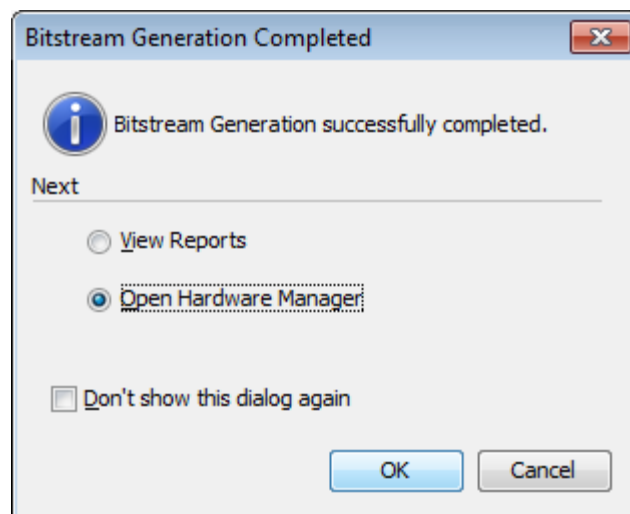 Bitstream Generation Completed
Bitstream Generation successfully completed.
Next
View Reports
Open Hardware Manager
Don't show this dialog again
OK
Cancel